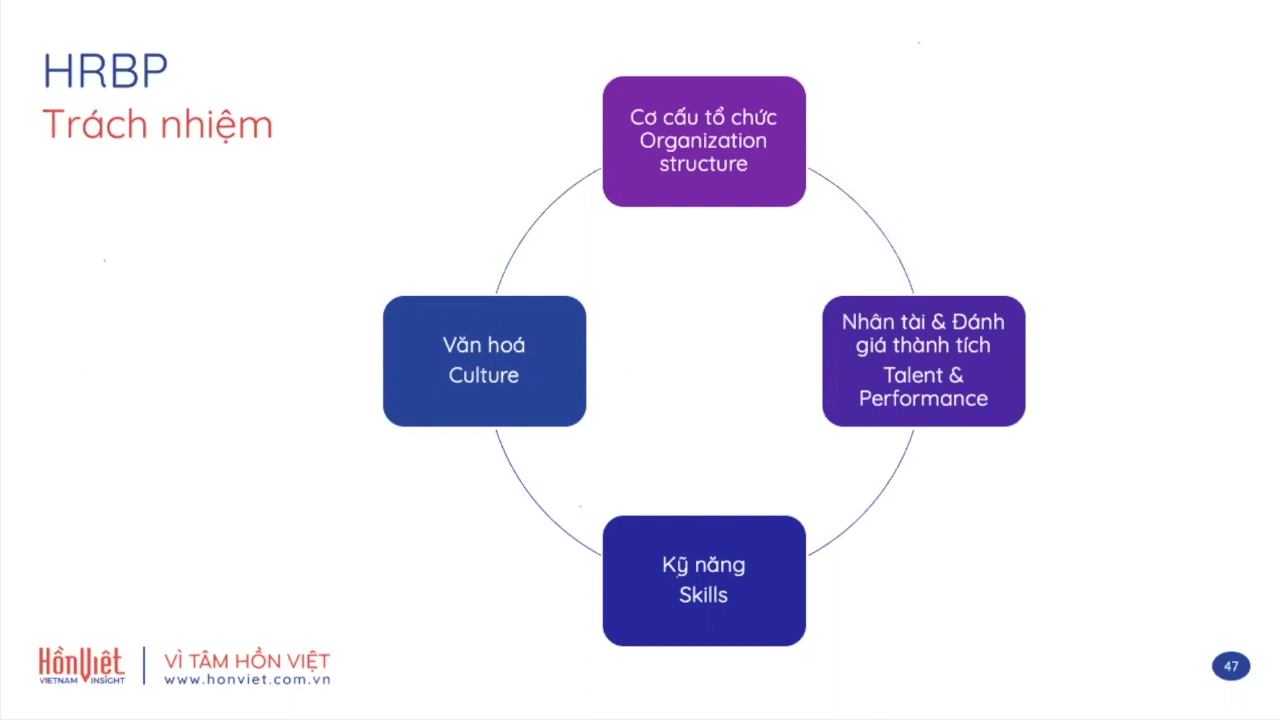 HRBP
Trách nhiệm
Cơ cấu tổ chức
Organization
structure
Văn hoá
Culture
Nhân tài & Đánh
giá thành tích
Talent &
Performance
Kỹ năng
Skills
HồnViệt
VIETNAM INSIGHT
VÌ TÂM HỒN VIỆT
www.honviet.com.vn
47